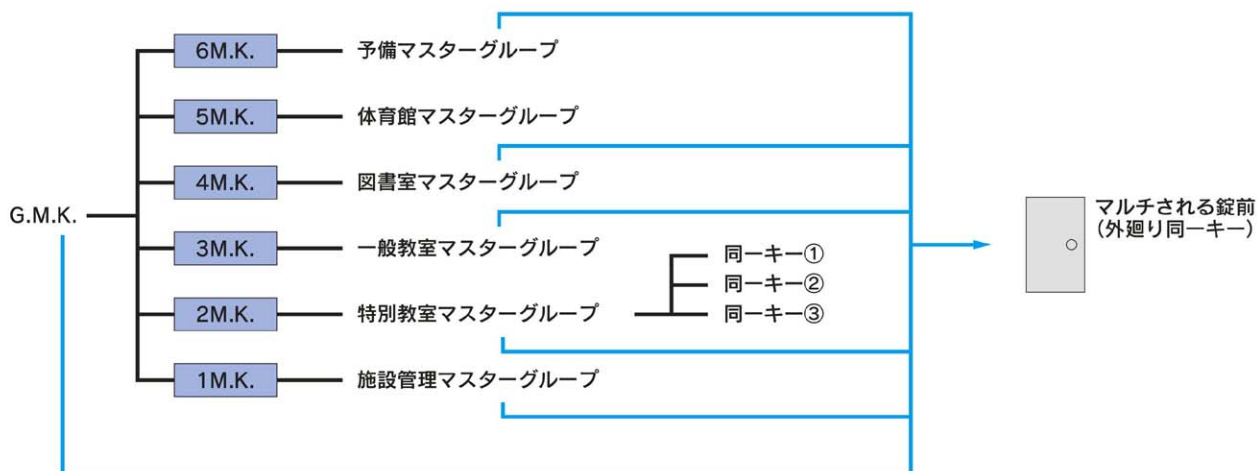 6M.K. 予備マスターグループ
5M.K. 体育館マスターグループ
4M.K. 図書室マスターグループ
G.M.K.
マルチされる錠前
(外廻り同一キー)
3M.K. 一般教室マスターグループ
同一キー①
同一キー②
2M.K. 特別教室マスターグループ
同一キー③
1M.K. 施設管理マスターグループ